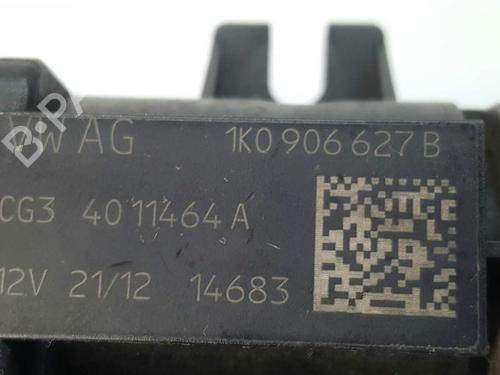 VW AG 1K0 906 627 B
CG3 4011464 A
12V 21/12 14683